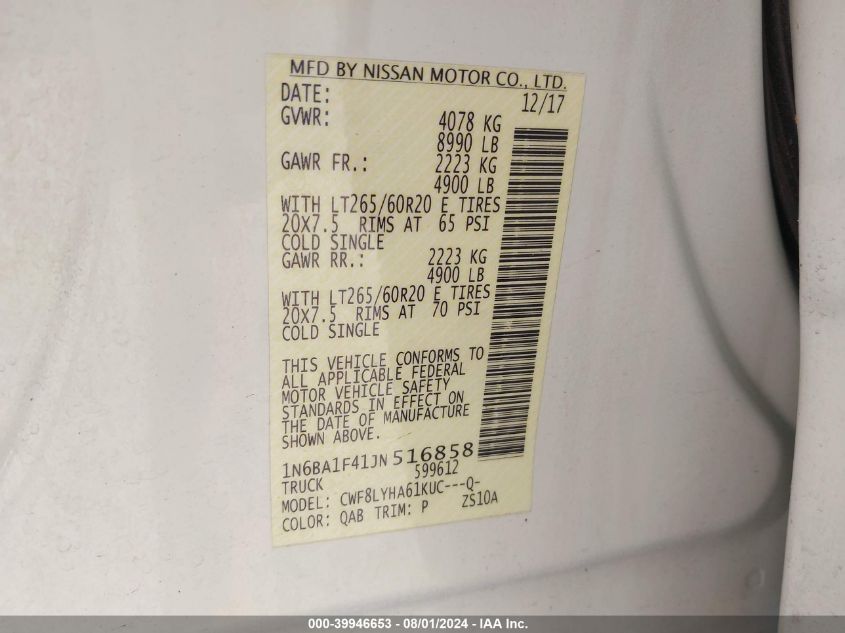 MFD BY NISSAN MOTOR CO., LTD.
DATE: 12/17
GVWR: 4078 KG
8990 LB
GAWR FR.: 2223 KG
4900 LB
WITH LT265/60R20 E TIRES
20X7.5 RIMS AT 65 PSI
COLD SINGLE
GAWR RR.: 2223 KG
4900 LB
WITH LT265/60R20 E TIRES
20X7.5 RIMS AT 70 PSI
COLD SINGLE
THIS VEHICLE CONFORMS TO
ALL APPLICABLE FEDERAL
MOTOR VEHICLE SAFETY
STANDARDS IN EFFECT ON
THE DATE OF MANUFACTURE
SHOWN ABOVE.
1N6BA1F41JN516858
TRUCK 599612
MODEL: CWF8LYHA61KUC---Q-
COLOR: QAB TRIM: P ZS10A
000-39946653 - 08/01/2024 - IAA Inc.